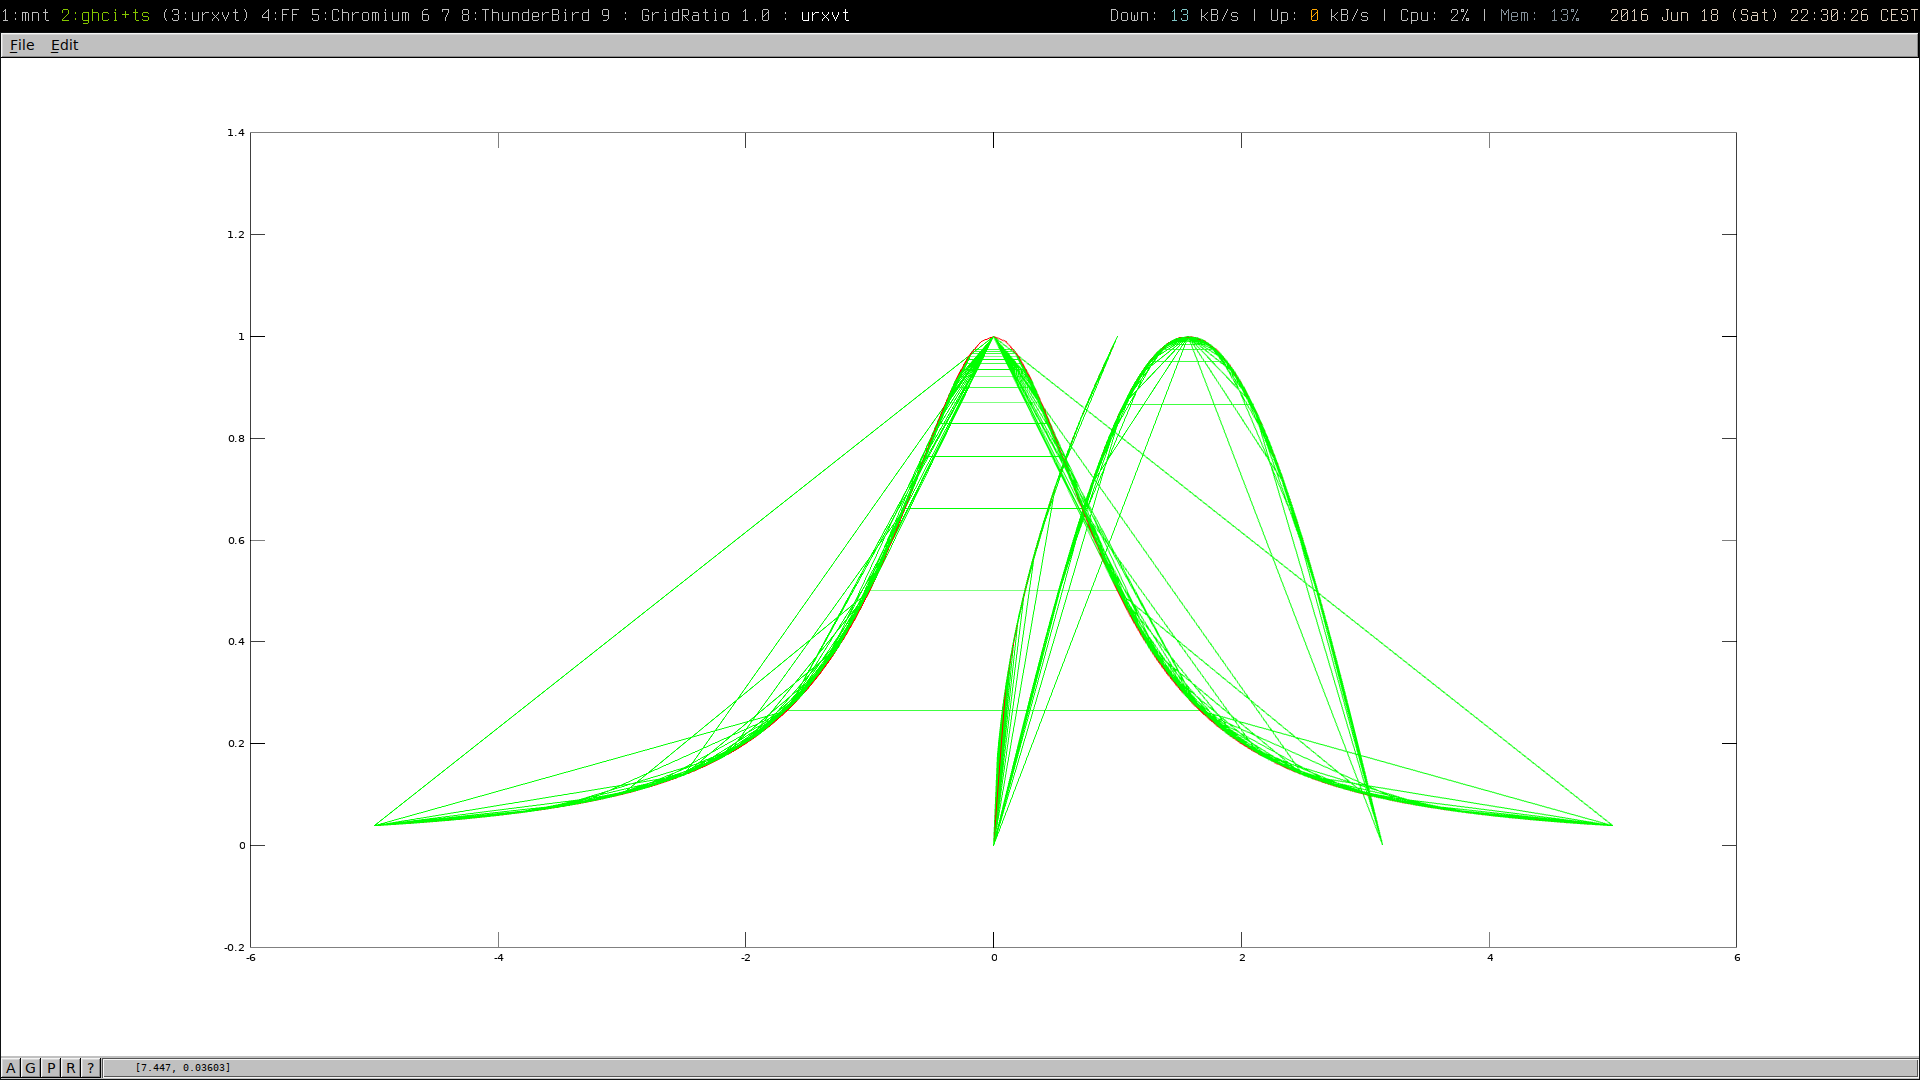 1:mnt 2:ghci+ts (3:urxvt) 4:FF 5:Chromium 6 7 8:ThunderBird 9 : GridRatio 1.0 : urxvt Down: 13 kB/s | Up: 0 kB/s | Cpu: 2% | Mem: 13% 2016 Jun 18 (Sat) 22:30:26 CEST
File Edit
1.4
1.2
1
0.8
0.6
0.4
0.2
0
-0.2
-6 -4 -2 0 2 4 6
A G P R ? [7.447, 0.03603]